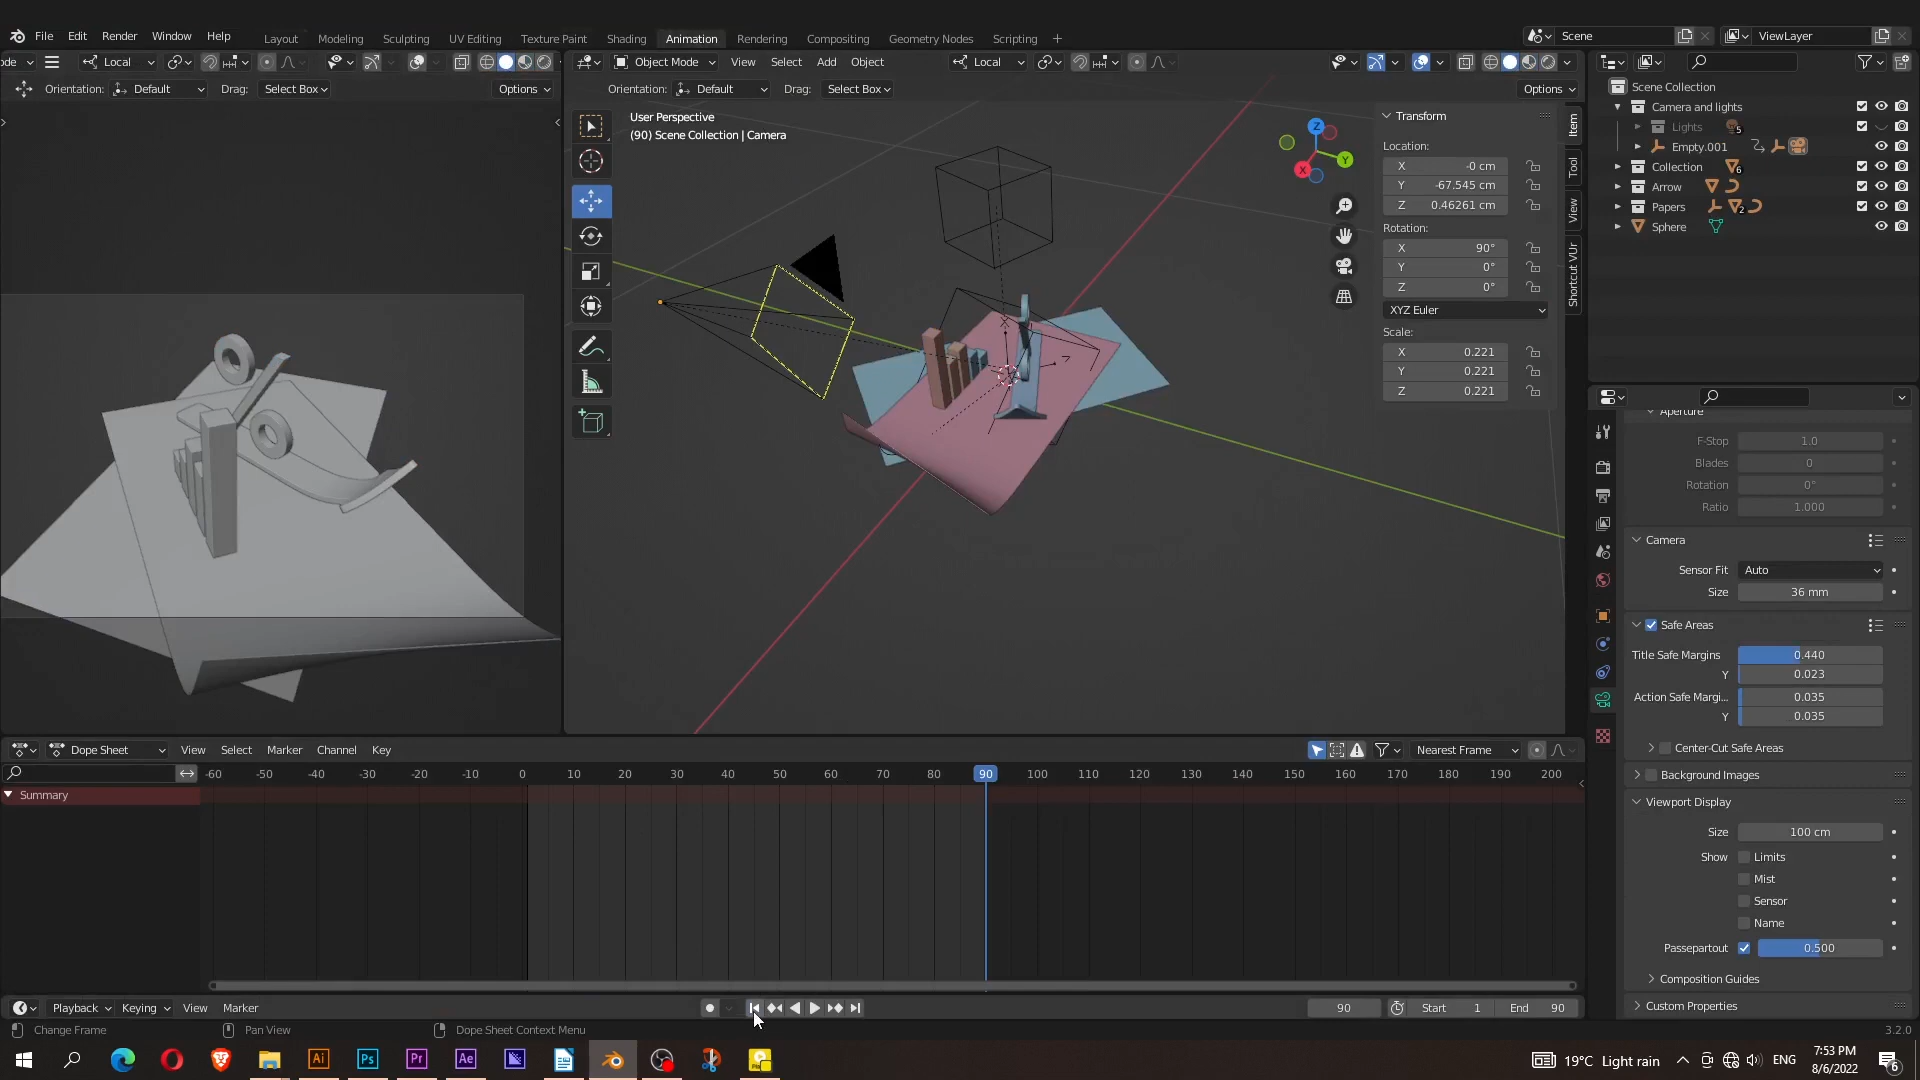 File Edit Render Window Help
Layout Modeling Sculpting UV Editing Texture Paint Shading Animation Rendering Compositing Geometry Nodes Scripting +
Scene
ViewLayer
ode Local
Object Mode View Select Add Object Local
Orientation: Default Drag: Select Box Options
Orientation: Default Drag: Select Box Options
User Perspective
(90) Scene Collection | Camera
Z
Y
X
Transform
Location:
X -0 cm
Y -67.545 cm
Z 0.46261 cm
Rotation:
X 90°
Y 0°
Z 0°
XYZ Euler
Scale:
X 0.221
Y 0.221
Z 0.221
Item
Tool
View
Shortcut VUr
Scene Collection
Camera and lights
Lights 5
Empty.001
Collection 6
Arrow
Papers 2
Sphere
Aperture
F-Stop 1.0
Blades 0
Rotation 0°
Ratio 1.000
Camera
Sensor Fit Auto
Size 36 mm
Safe Areas
Title Safe Margins 0.440
Y 0.023
Action Safe Margi... 0.035
Y 0.035
Center-Cut Safe Areas
Background Images
Viewport Display
Size 100 cm
Show Limits
Mist
Sensor
Name
Passepartout 0.500
Composition Guides
Custom Properties
Dope Sheet View Select Marker Channel Key Nearest Frame
-60 -50 -40 -30 -20 -10 0 10 20 30 40 50 60 70 80 90 100 110 120 130 140 150 160 170 180 190 200
Summary
Playback Keying View Marker 90 Start 1 End 90
Change Frame Pan View Dope Sheet Context Menu 3.2.0
Ai Ps Pr Ae
19°C Light rain ENG 7:53 PM
8/6/2022 6